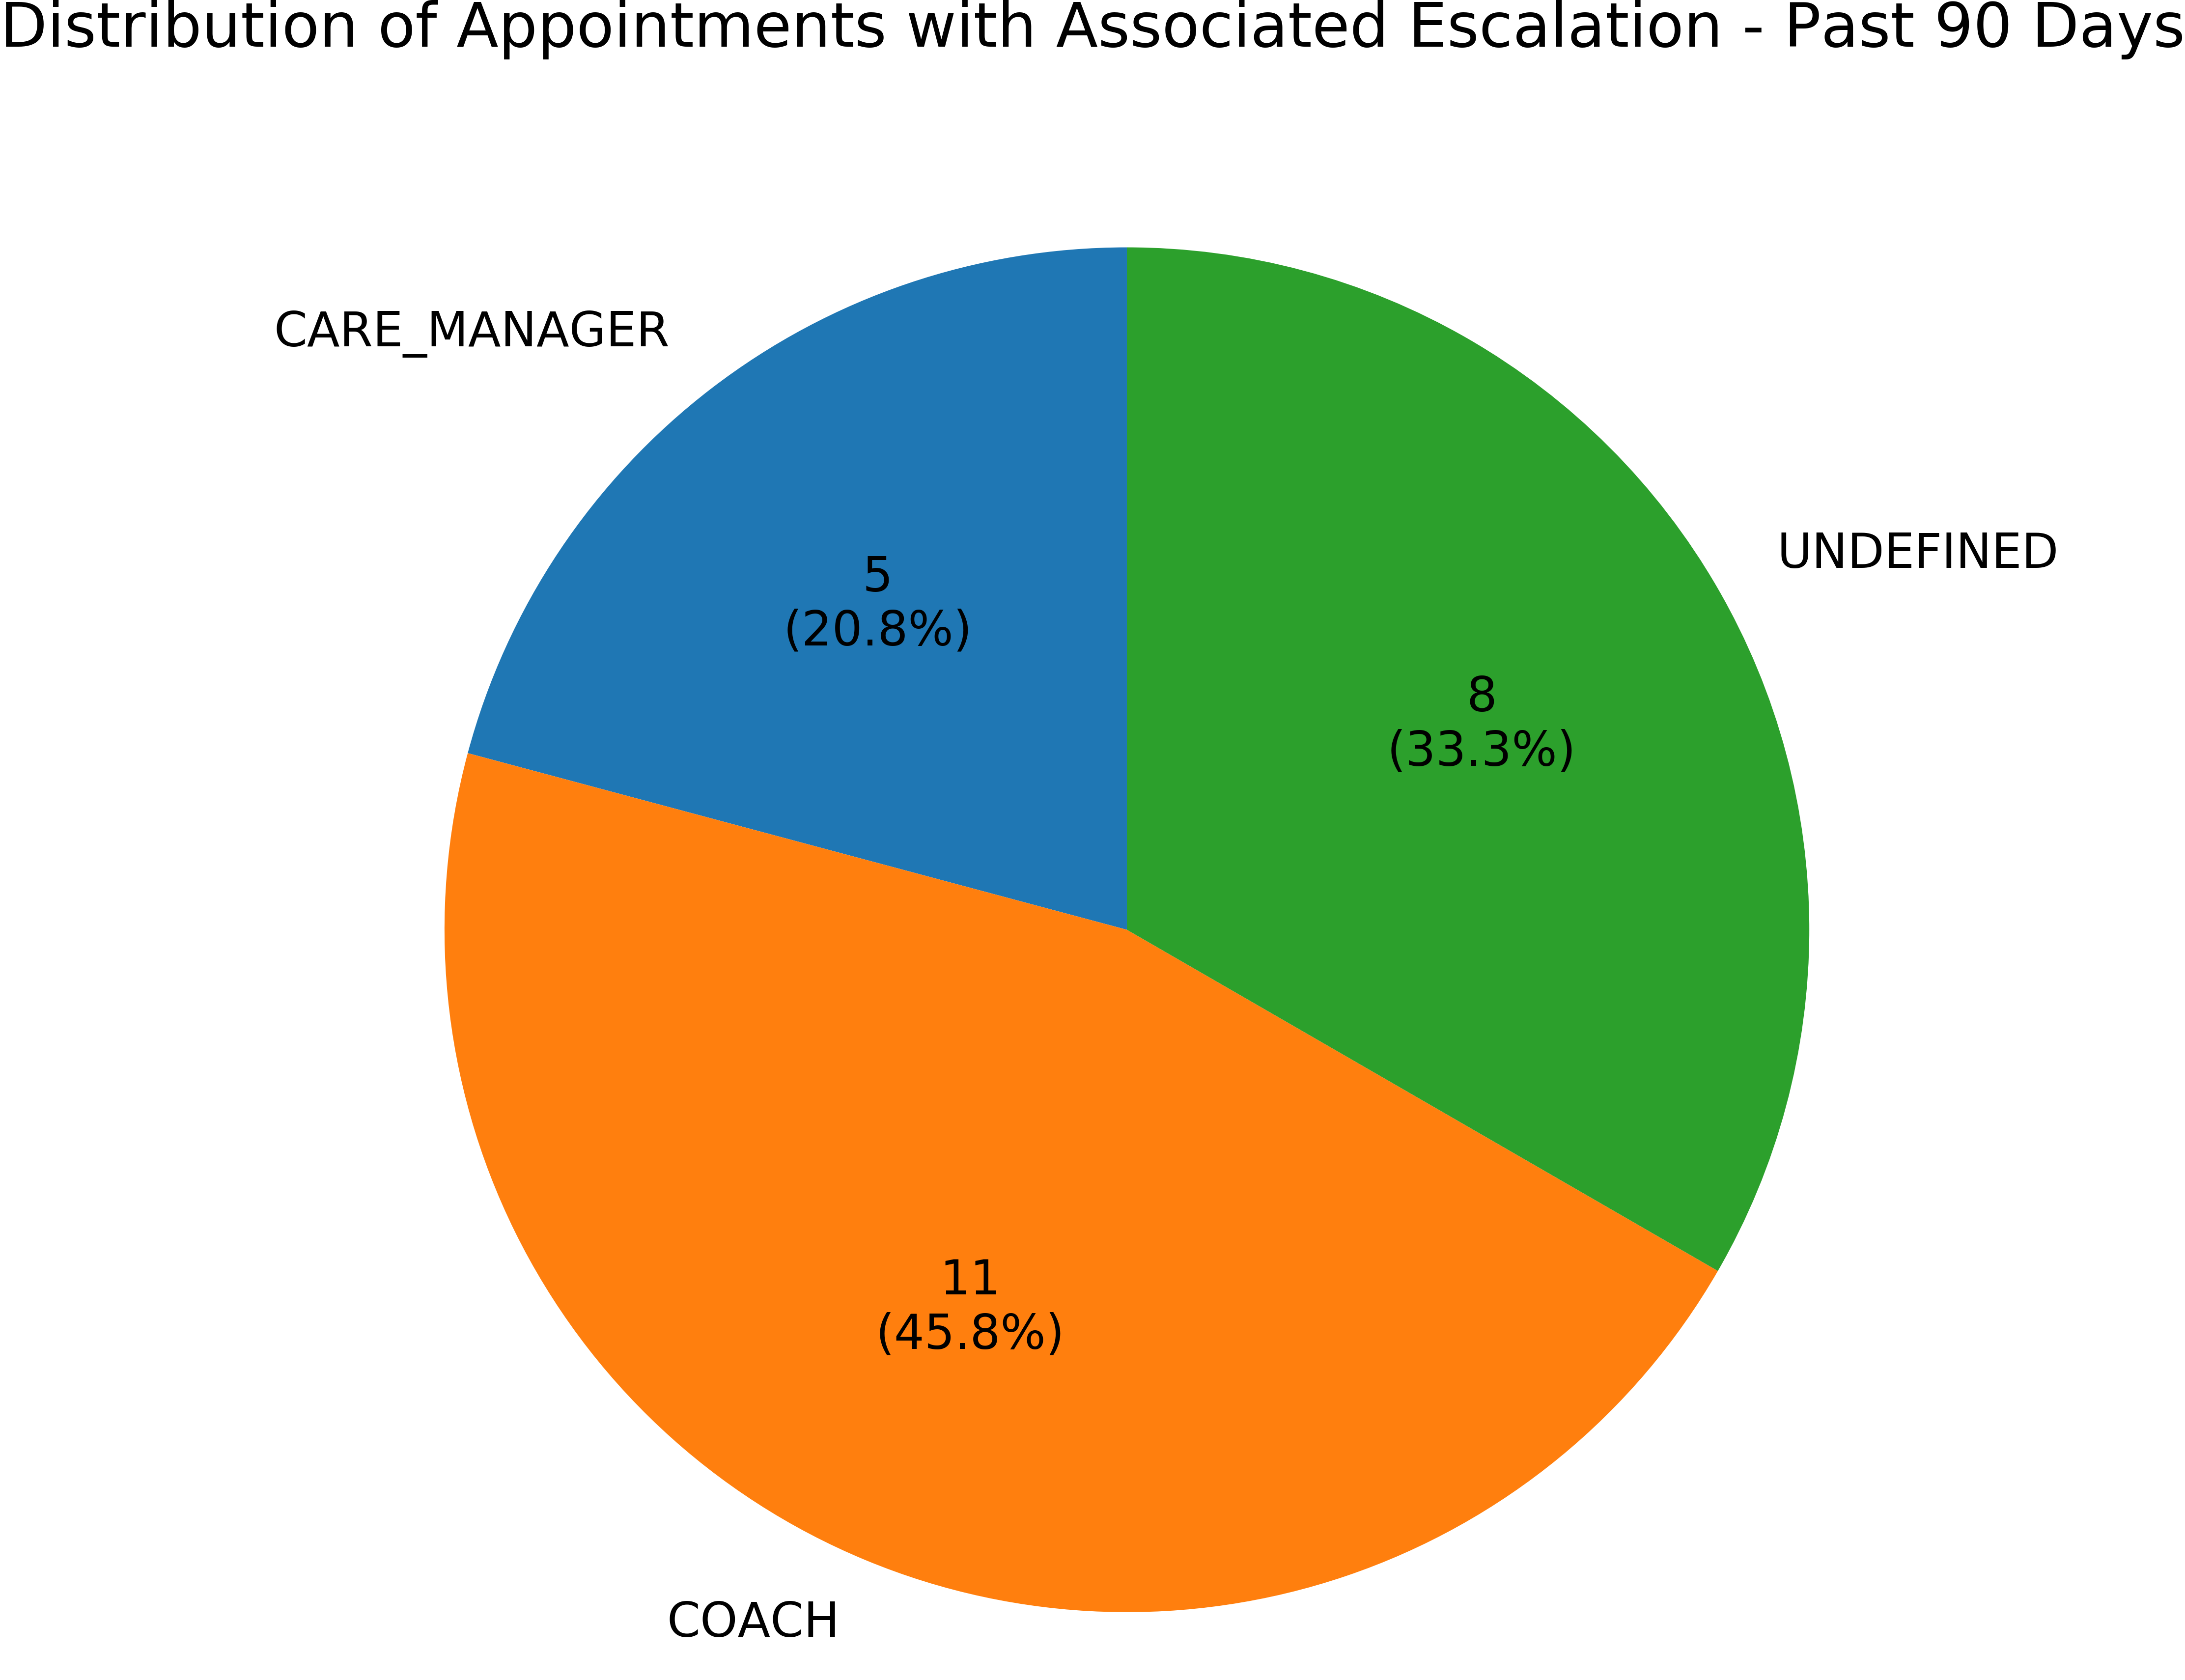 Distribution of Appointments with Associated Escalation - Past 90 Days
CARE_MANAGER
5
(20.8%)
UNDEFINED
8
(33.3%)
11
(45.8%)
COACH